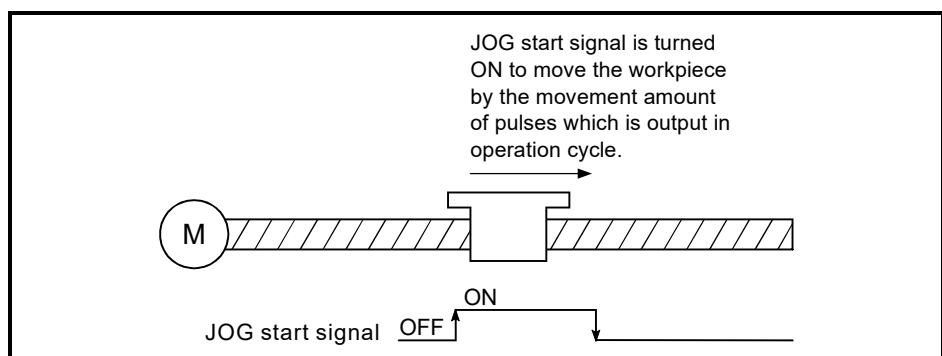 JOG start signal is turned
ON to move the workpiece
by the movement amount
of pulses which is output in
operation cycle.
M
ON
JOG start signal OFF